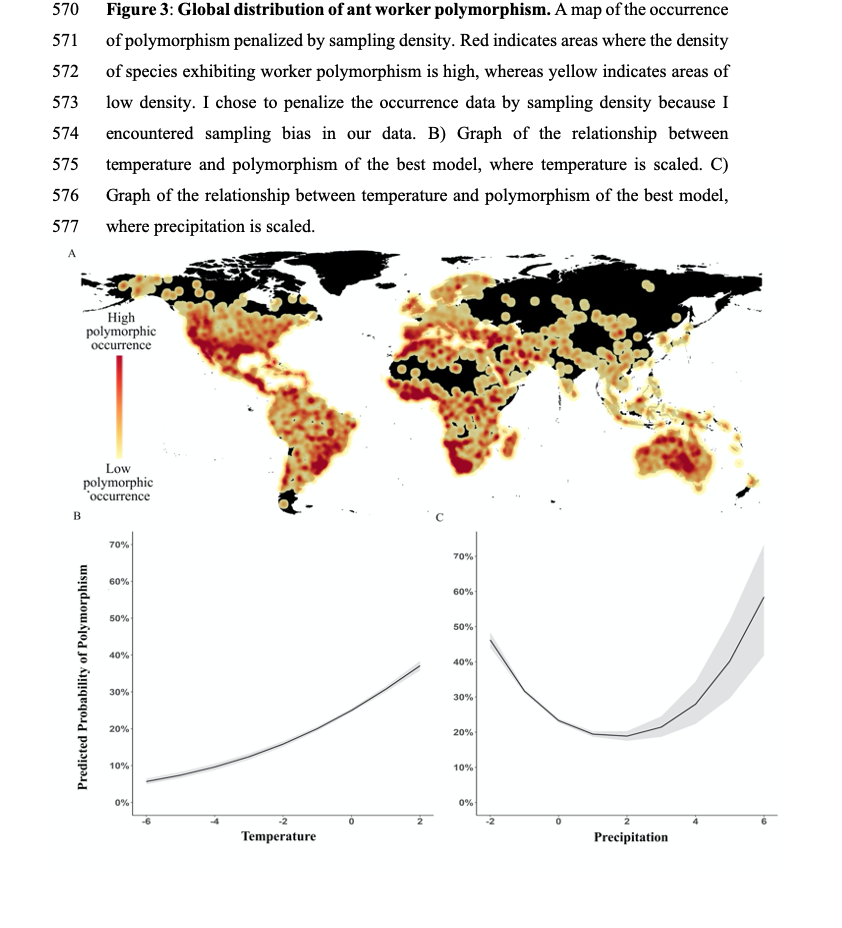 570 Figure 3: Global distribution of ant worker polymorphism. A map of the occurrence
571 of polymorphism penalized by sampling density. Red indicates areas where the density
572 of species exhibiting worker polymorphism is high, whereas yellow indicates areas of
573 low density. I chose to penalize the occurrence data by sampling density because I
574 encountered sampling bias in our data. B) Graph of the relationship between
575 temperature and polymorphism of the best model, where temperature is scaled. C)
576 Graph of the relationship between temperature and polymorphism of the best model,
577 where precipitation is scaled.
A
High
polymorphic
occurrence
Low
polymorphic
occurrence
B
70%
60%
50%
40%
30%
20%
10%
0%
Predicted Probability of Polymorphism
-6 -4 -2 0 2
Temperature
C
70%
60%
50%
40%
30%
20%
10%
0%
-2 0 2 4 6
Precipitation